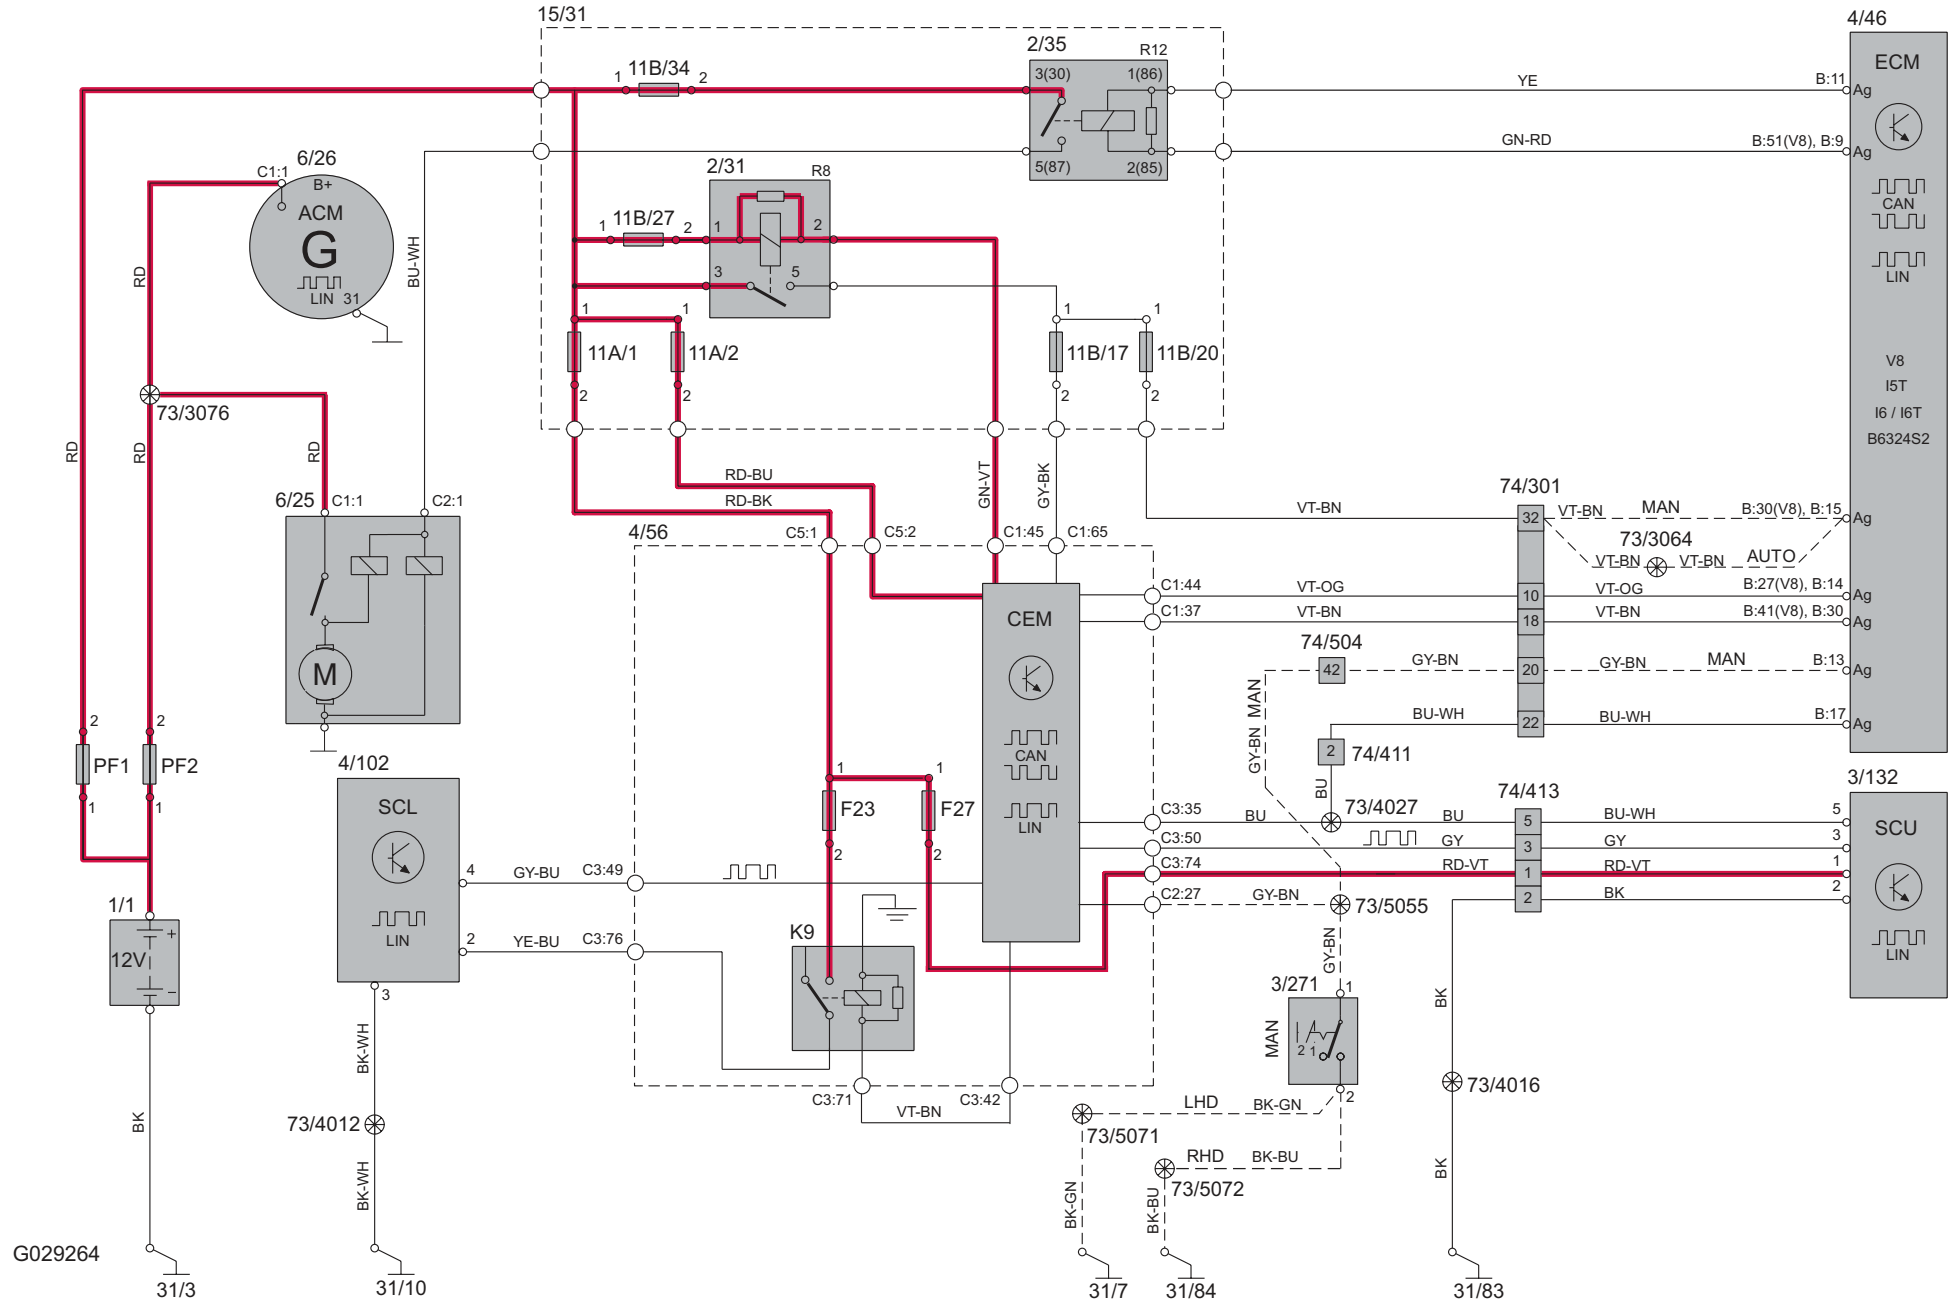 15/31
4/46
2/35
R12
11B/34
1
2
3(30)
1(86)
ECM
YE
B:11
Ag
6/26
C1:1
B+
ACM
G
LIN
31
2/31
R8
5(87)
2(85)
GN-RD
B:51(V8), B:9
Ag
CAN
LIN
RD
BU-WH
1
11B/27
2
1
2
3
5
1
1
11A/1
11A/2
2
2
1
1
11B/17
11B/20
2
2
V8
I5T
I6 / I6T
B6324S2
73/3076
RD
RD
RD
RD-BU
RD-BK
GN-VT
GY-BK
6/25
C1:1
C2:1
M
4/56
C5:1
C5:2
C1:45
C1:65
74/301
VT-BN
32
VT-BN
MAN
B:30(V8), B:15
Ag
73/3064
VT-BN
VT-BN
AUTO
C1:44
VT-OG
10
VT-OG
B:27(V8), B:14
Ag
C1:37
VT-BN
18
VT-BN
B:41(V8), B:30
Ag
CEM
CAN
LIN
74/504
42
GY-BN
20
GY-BN
MAN
B:13
Ag
GY-BN MAN
BU-WH
22
BU-WH
B:17
Ag
2
74/411
BU
2
2
PF1
PF2
1
1
4/102
SCL
LIN
4
GY-BU
C3:49
2
YE-BU
C3:76
3
1
1
F23
F27
2
2
K9
C3:35
BU
73/4027
BU
74/413
5
BU-WH
5
3/132
SCU
LIN
C3:50
GY
3
GY
3
C3:74
RD-VT
1
RD-VT
1
C2:27
GY-BN
73/5055
2
BK
2
GY-BN
1/1
+
12V
−
BK
BK-WH
73/4012
BK-WH
C3:71
VT-BN
C3:42
3/271
1
MAN
2 1
2
BK
73/4016
BK
LHD
BK-GN
73/5071
RHD
BK-BU
73/5072
BK-GN
BK-BU
G029264
31/3
31/10
31/7
31/84
31/83